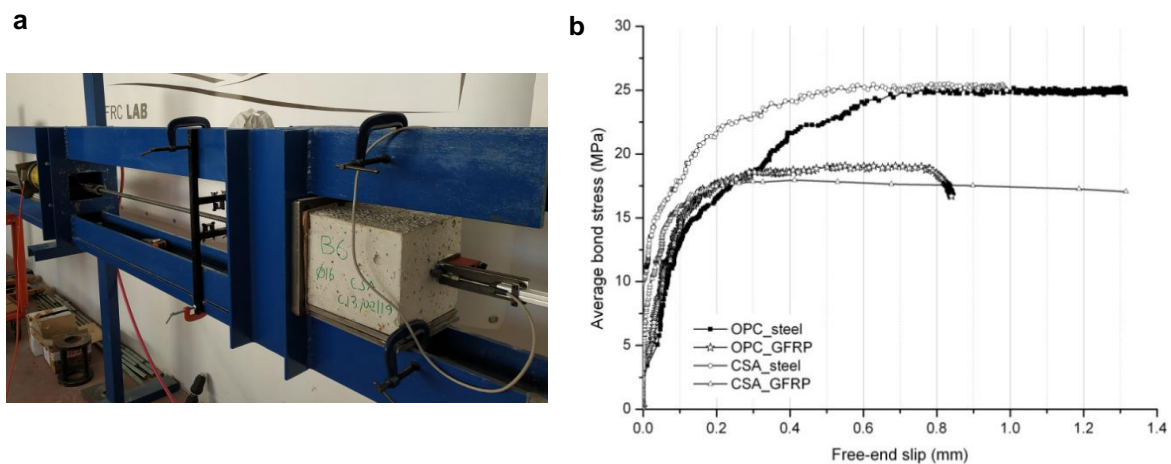 a
FRC LAB
B6
Ø16 CSA
b
30
25
20
15
10
5
0
Average bond stress (MPa)
OPC_steel
OPC_GFRP
CSA_steel
CSA_GFRP
0.0 0.2 0.4 0.6 0.8 1.0 1.2 1.4
Free-end slip (mm)